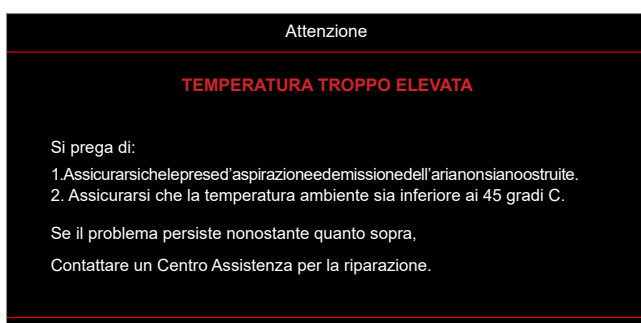 Attenzione
TEMPERATURA TROPPO ELEVATA
Si prega di:
1.Assicurarsichelepresed’aspirazioneedemissionedell’arianonsianoostruite.
2. Assicurarsi che la temperatura ambiente sia inferiore ai 45 gradi C.
Se il problema persiste nonostante quanto sopra,
Contattare un Centro Assistenza per la riparazione.